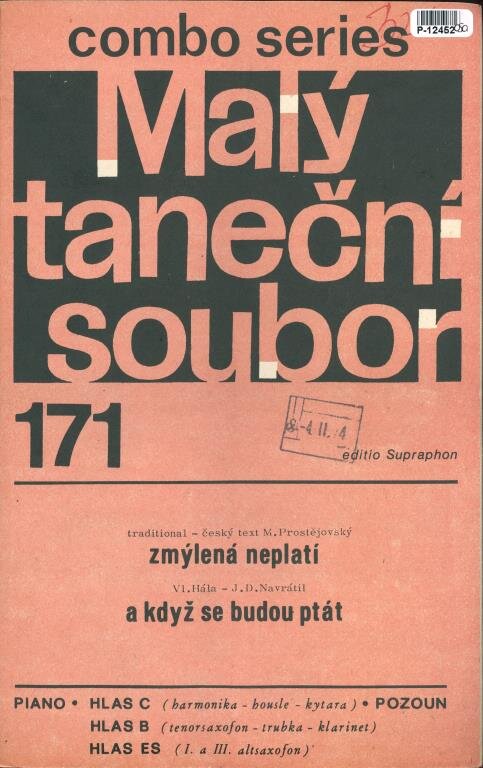 combo series
P-12452
Malý
taneční
soubor
171
editio Supraphon
traditional - český text M.Prostějovský
zmýlená neplatí
Vl.Hála - J.D.Navrátil
a když se budou ptát
PIANO • HLAS C (harmonika - housle - kytara) • POZOUN
HLAS B (tenorsaxofon - trubka - klarinet)
HLAS ES (I. a III. altsaxofon)